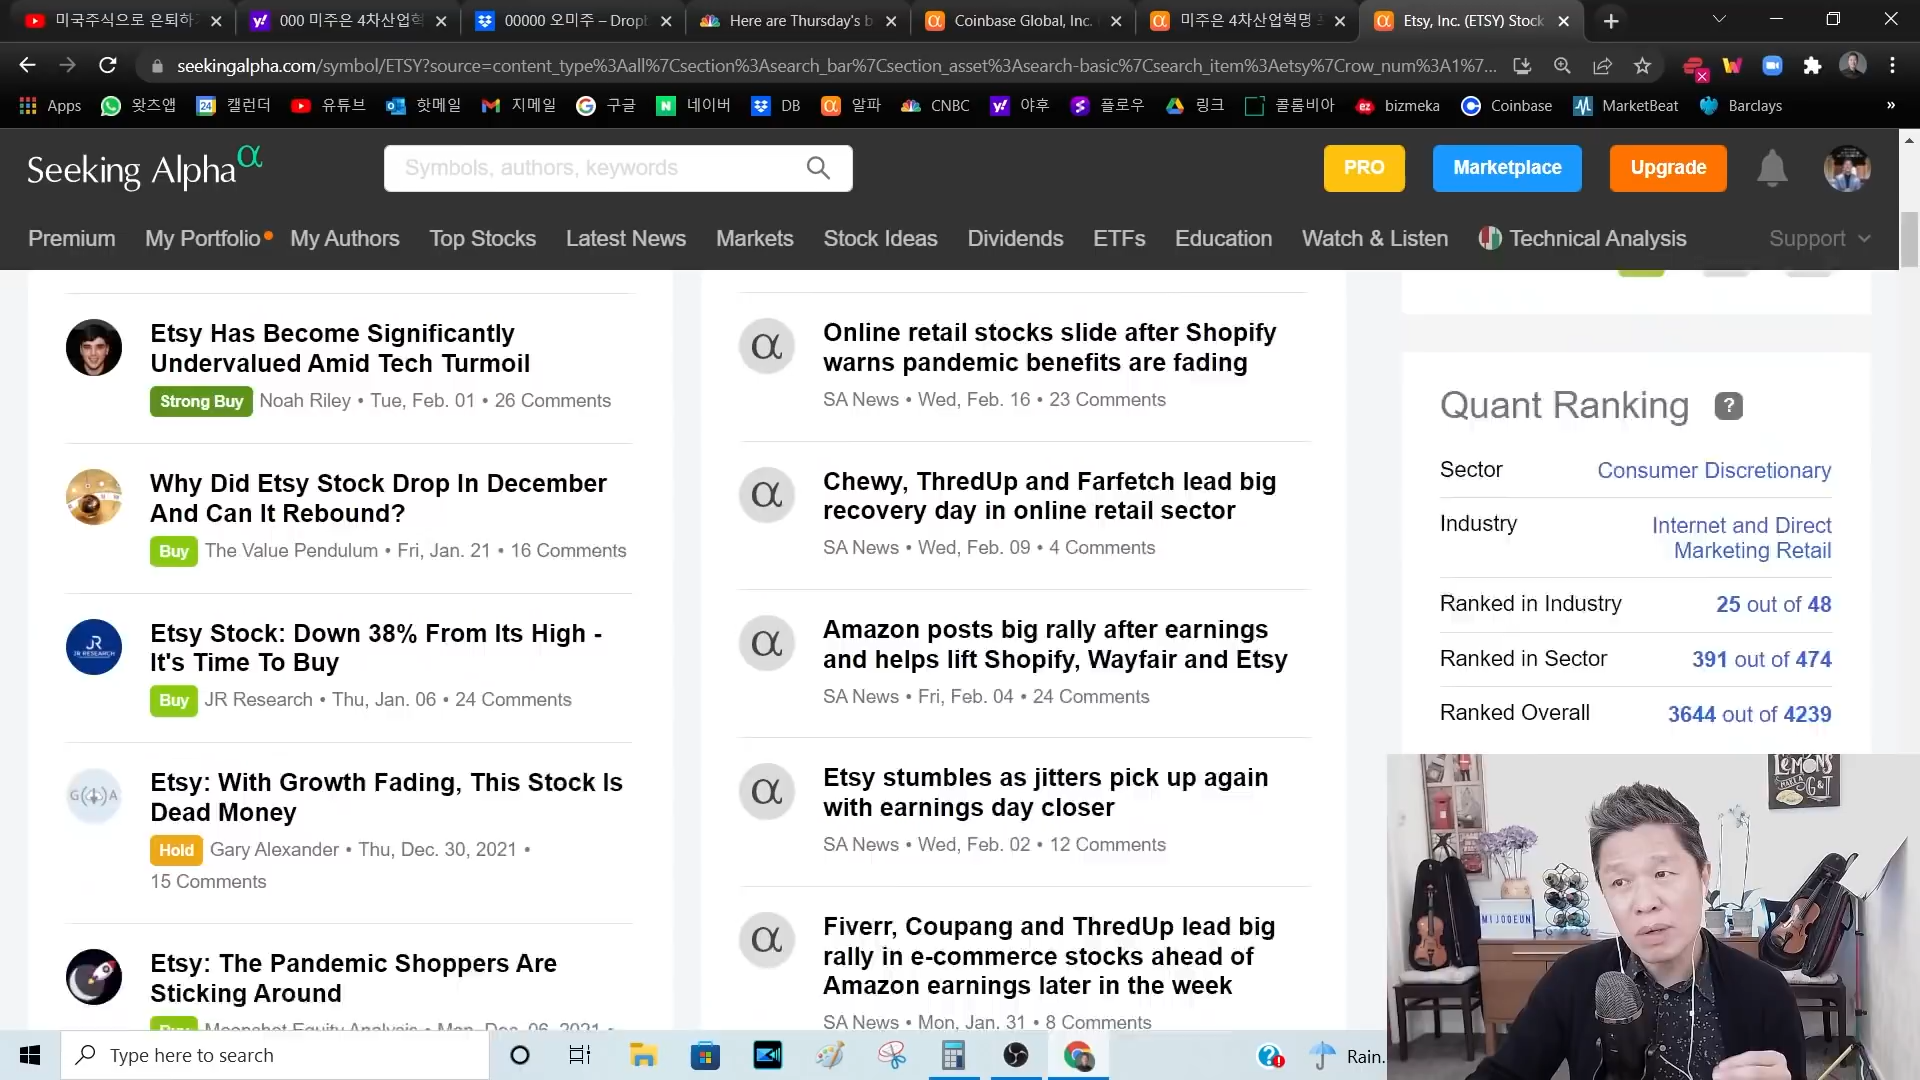 미국주식으로 은퇴하
000 미주은 4차산업혁
00000 오미주 – Dropl
Here are Thursday's b
Coinbase Global, Inc.
미주은 4차산업혁명
Etsy, Inc. (ETSY) Stock
seekingalpha.com/symbol/ETSY?source=content_type%3Aall%7Csection%3Asearch_bar%7Csection_asset%3Asearch-basic%7Csearch_item%3Aetsy%7Crow_num%3A1%7...
Apps
왓츠앱
캘린더
유튜브
핫메일
지메일
구글
네이버
DB
알파
CNBC
야후
플로우
링크
콜롬비아
bizmeka
Coinbase
MarketBeat
Barclays
»
Seeking Alpha α
Symbols, authors, keywords
PRO
Marketplace
Upgrade
Premium
My Portfolio
My Authors
Top Stocks
Latest News
Markets
Stock Ideas
Dividends
ETFs
Education
Watch & Listen
Technical Analysis
Support
Etsy Has Become Significantly
Undervalued Amid Tech Turmoil
Strong Buy Noah Riley • Tue, Feb. 01 • 26 Comments
Why Did Etsy Stock Drop In December
And Can It Rebound?
Buy The Value Pendulum • Fri, Jan. 21 • 16 Comments
JR
RESEARCH
Etsy Stock: Down 38% From Its High -
It's Time To Buy
Buy JR Research • Thu, Jan. 06 • 24 Comments
G A
Etsy: With Growth Fading, This Stock Is
Dead Money
Hold Gary Alexander • Thu, Dec. 30, 2021 •
15 Comments
Etsy: The Pandemic Shoppers Are
Sticking Around
Buy Moonshot Equity Analysis • Mon, Dec. 06, 2021 •
α
Online retail stocks slide after Shopify
warns pandemic benefits are fading
SA News • Wed, Feb. 16 • 23 Comments
α
Chewy, ThredUp and Farfetch lead big
recovery day in online retail sector
SA News • Wed, Feb. 09 • 4 Comments
α
Amazon posts big rally after earnings
and helps lift Shopify, Wayfair and Etsy
SA News • Fri, Feb. 04 • 24 Comments
α
Etsy stumbles as jitters pick up again
with earnings day closer
SA News • Wed, Feb. 02 • 12 Comments
α
Fiverr, Coupang and ThredUp lead big
rally in e-commerce stocks ahead of
Amazon earnings later in the week
SA News • Mon, Jan. 31 • 8 Comments
Quant Ranking ?
Sector Consumer Discretionary
Industry Internet and Direct
Marketing Retail
Ranked in Industry 25 out of 48
Ranked in Sector 391 out of 474
Ranked Overall 3644 out of 4239
LEMONS
G&T
MIJOOEUN
Type here to search
Rain.